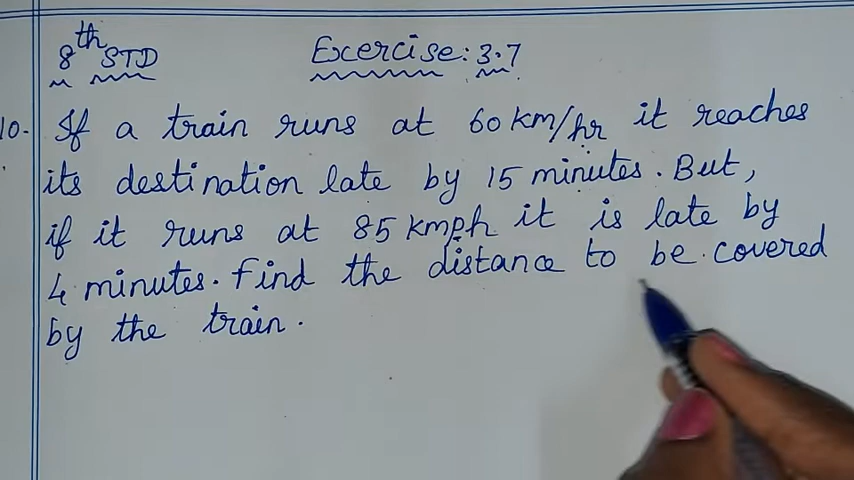 8th STD Exercise: 3.7
10. If a train runs at 60 km/hr it reaches
its destination late by 15 minutes. But,
if it runs at 85 kmph it is late by
4 minutes. Find the distance to be covered
by the train.